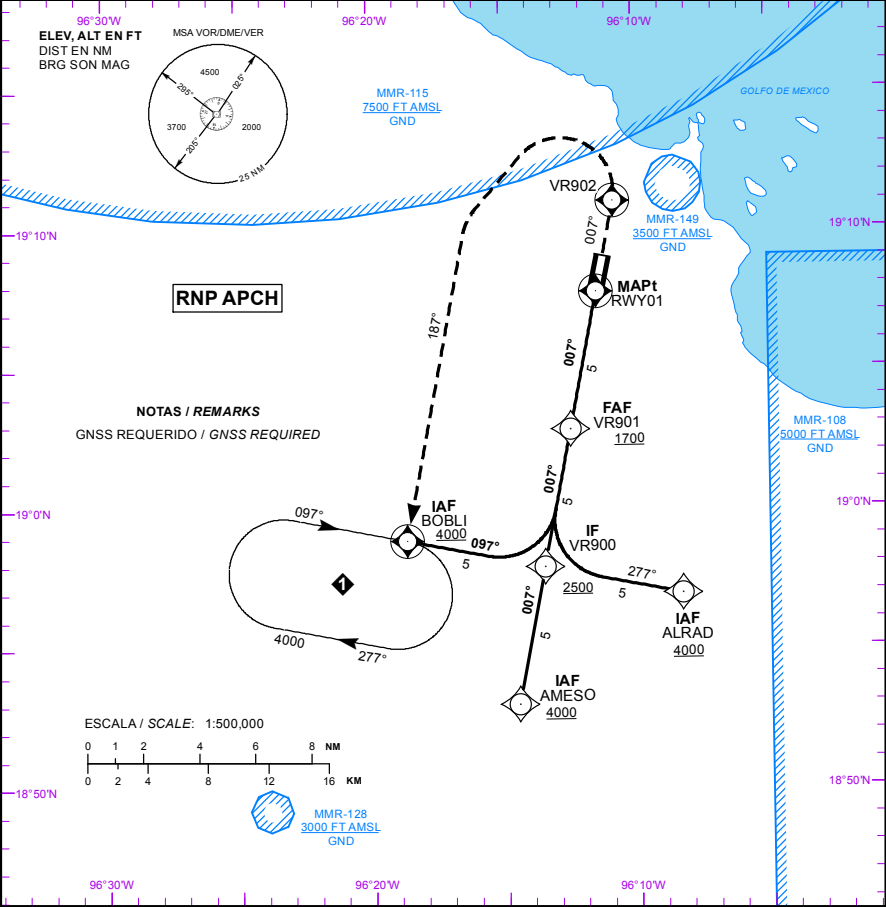 96°30'W
96°20'W
96°10'W
ELEV, ALT EN FT
DIST EN NM
BRG SON MAG
MSA VOR/DME/VER
4500
025°
295°
3700
2000
205°
25 NM
MMR-115
7500 FT AMSL
GND
GOLFO DE MEXICO
VR902
MMR-149
3500 FT AMSL
GND
19°10'N
19°10'N
007°
RNP APCH
MAPt
RWY01
187°
007°
5
NOTAS / REMARKS
GNSS REQUERIDO / GNSS REQUIRED
FAF
VR901
1700
MMR-108
5000 FT AMSL
GND
007°
5
19°0'N
19°0'N
097°
IAF
BOBLI
4000
IF
VR900
097°
5
2500
277°
5
1
007°
5
IAF
ALRAD
4000
4000
277°
IAF
AMESO
4000
ESCALA / SCALE: 1:500,000
0 1 2 4 6 8 NM
0 2 4 8 12 16 KM
18°50'N
18°50'N
MMR-128
3000 FT AMSL
GND
96°30'W
96°20'W
96°10'W